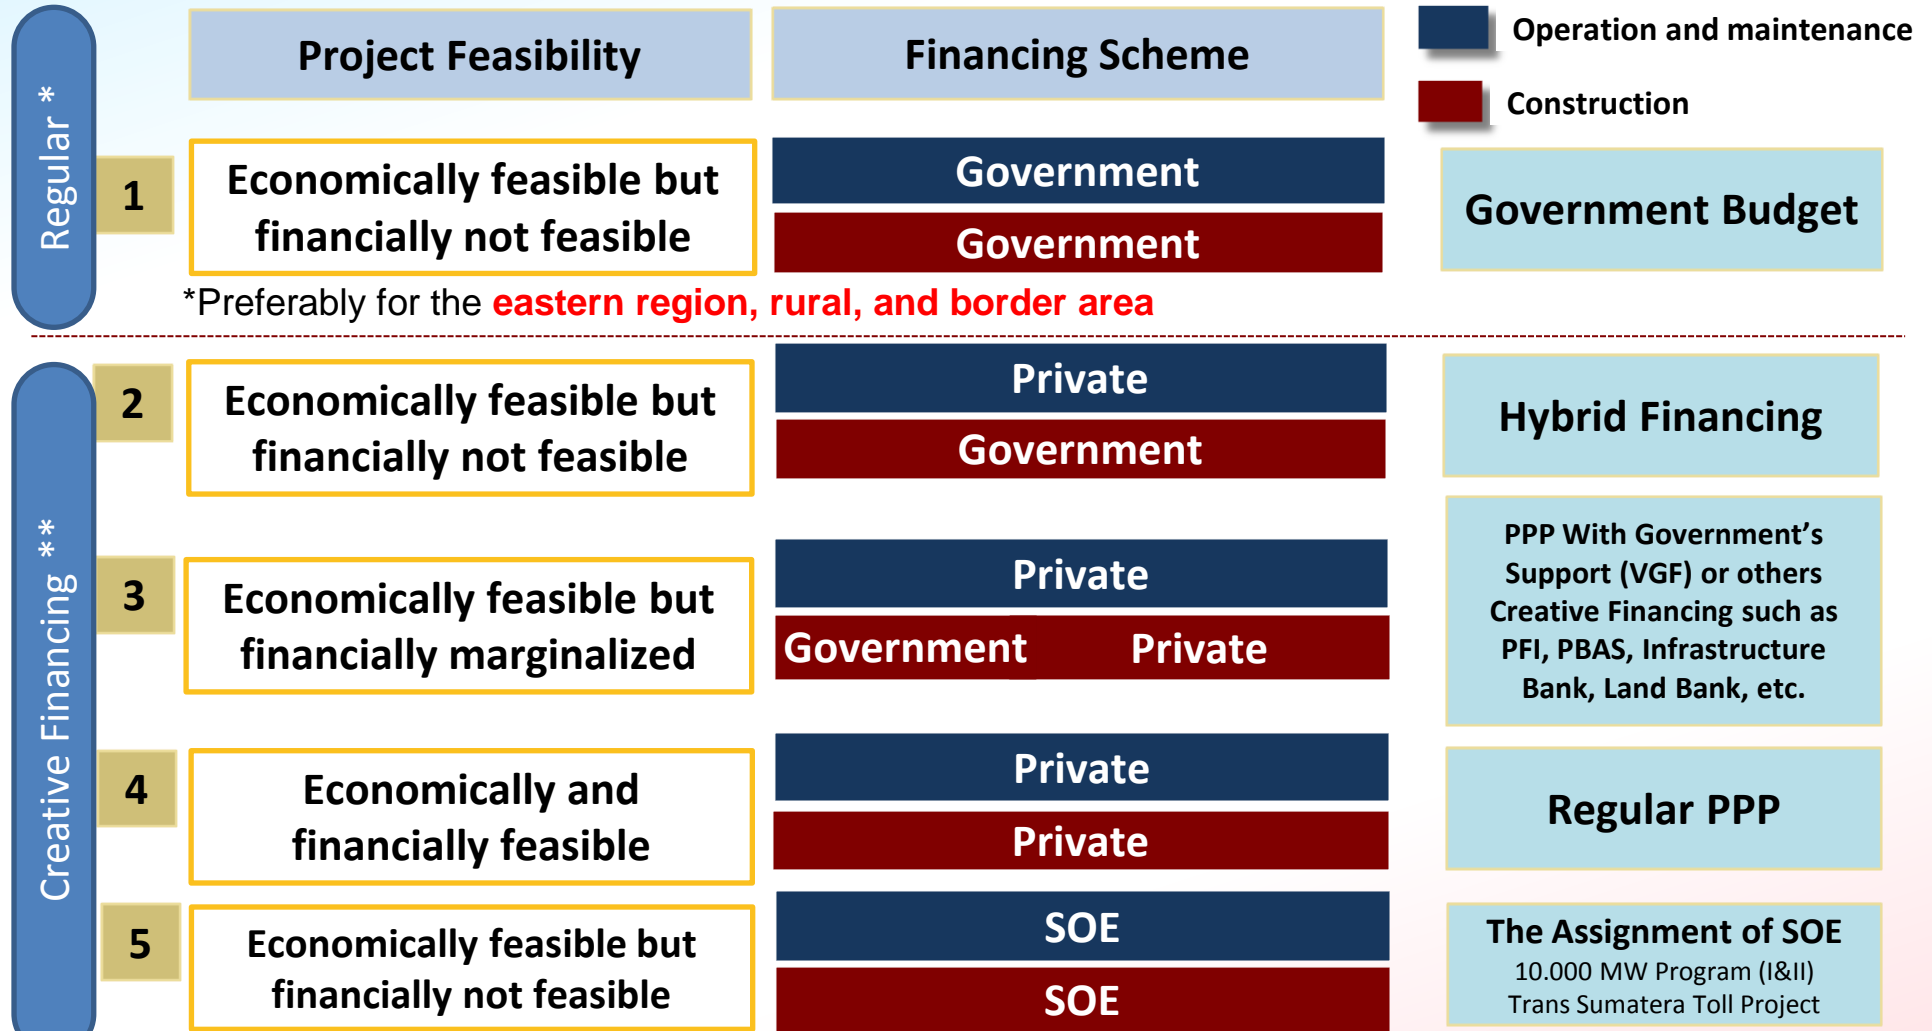 Project Feasibility
Financing Scheme
Operation and maintenance
Construction
Regular *
1
Economically feasible but
financially not feasible
Government
Government
Government Budget
*Preferably for the eastern region, rural, and border area
Creative Financing **
2
Economically feasible but
financially not feasible
Private
Government
Hybrid Financing
3
Economically feasible but
financially marginalized
Private
Government Private
PPP With Government’s
Support (VGF) or others
Creative Financing such as
PFI, PBAS, Infrastructure
Bank, Land Bank, etc.
4
Economically and
financially feasible
Private
Private
Regular PPP
5
Economically feasible but
financially not feasible
SOE
SOE
The Assignment of SOE
10.000 MW Program (I&II)
Trans Sumatera Toll Project